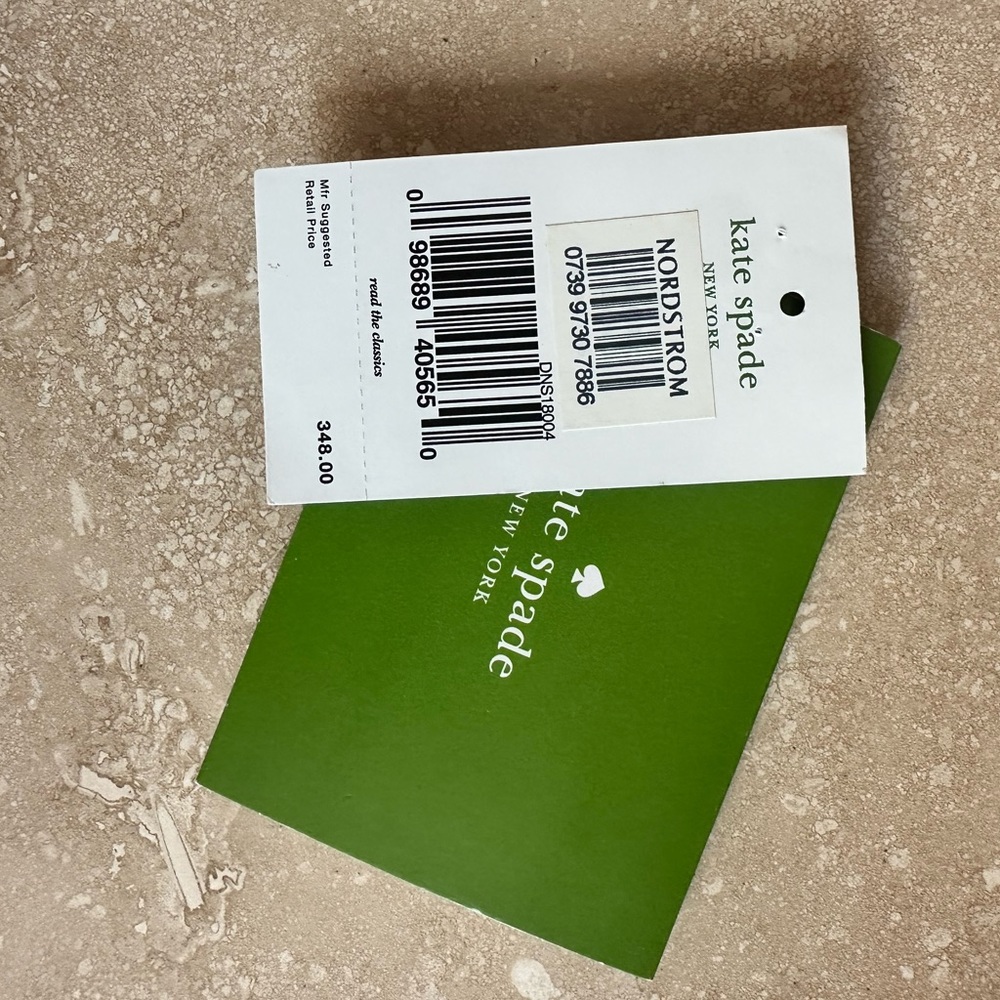 kate spade
NEW YORK
NORDSTROM
0739 9730 7886
DNS18004
0 98689 40565 0
read the classics
Mfr Suggested
Retail Price
348.00
spade
NEW YORK